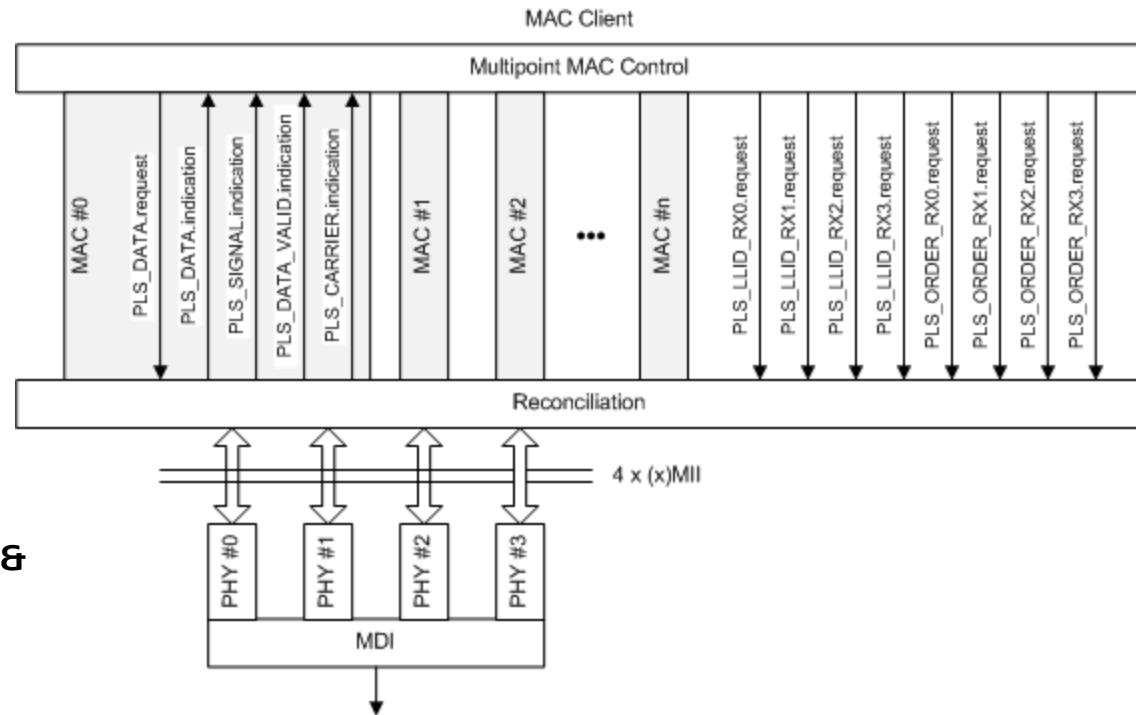 MAC Client
Multipoint MAC Control
MAC #0
PLS_DATA.request
PLS_DATA.indication
PLS_SIGNAL.indication
PLS_DATA_VALID.indication
PLS_CARRIER.indication
MAC #1
MAC #2
•••
MAC #n
PLS_LLID_RX0.request
PLS_LLID_RX1.request
PLS_LLID_RX2.request
PLS_LLID_RX3.request
PLS_ORDER_RX0.request
PLS_ORDER_RX1.request
PLS_ORDER_RX2.request
PLS_ORDER_RX3.request
Reconciliation
4 x (x)MII
&
PHY #0
PHY #1
PHY #2
PHY #3
MDI